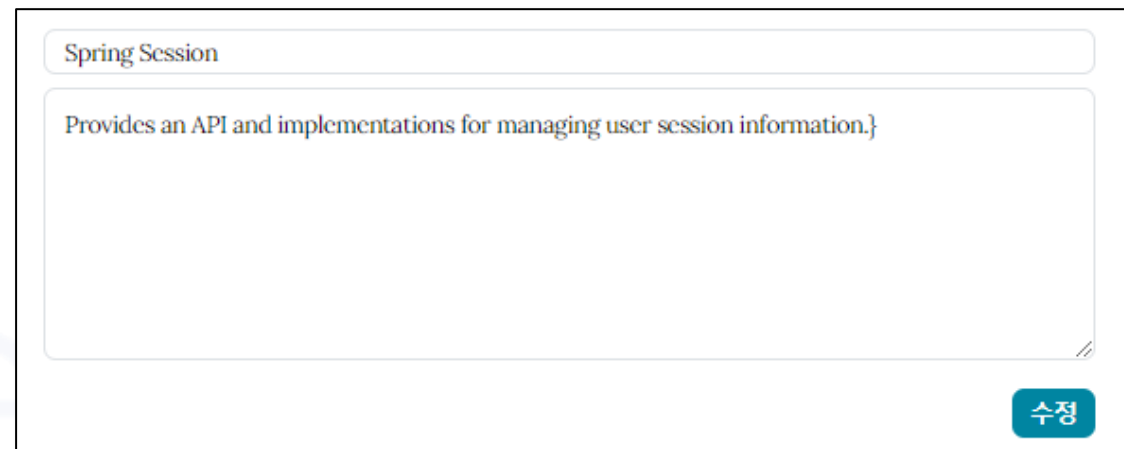 Spring Session
Provides an API and implementations for managing user session information.}
수정